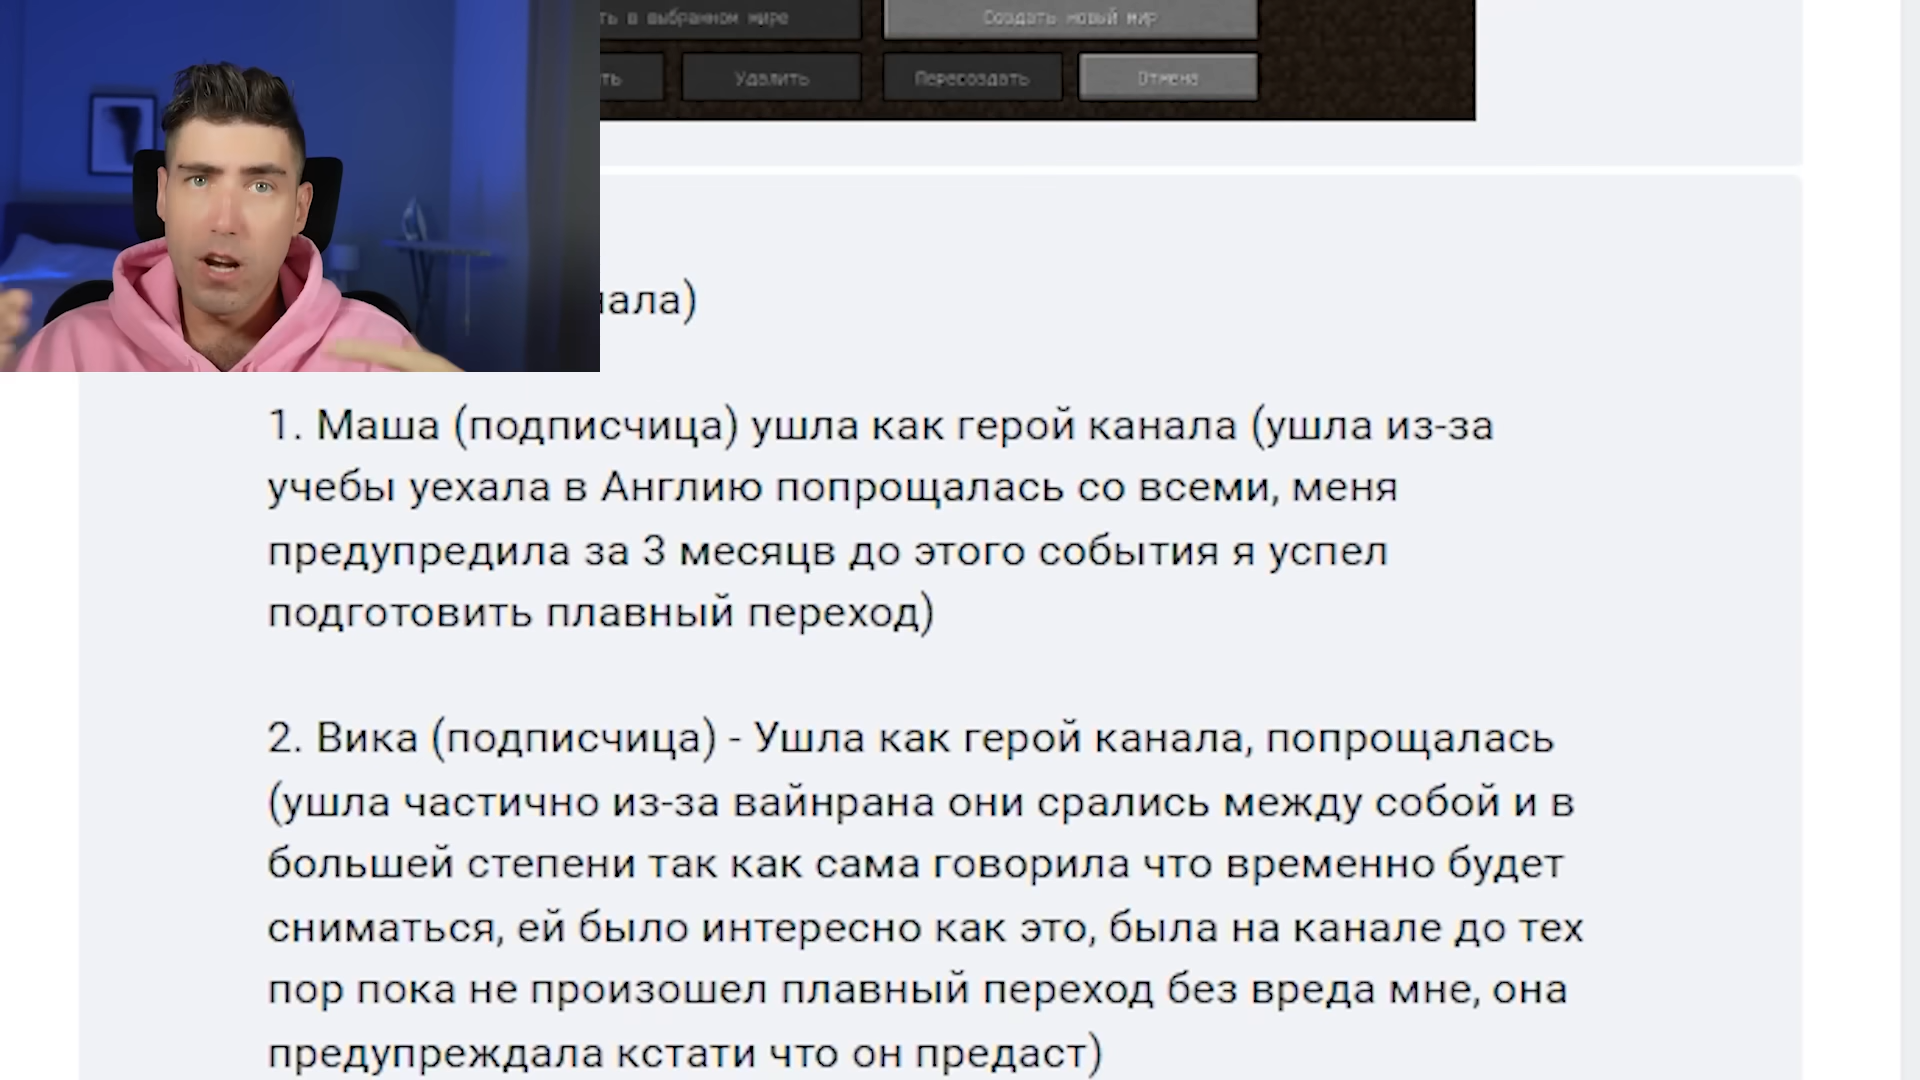 в выбранном мире
Создать новый мир
Удалить
Пересоздать
Отмена
1. Маша (подписчица) ушла как герой канала (ушла из-за
учебы уехала в Англию попрощалась со всеми, меня
предупредила за 3 месяцв до этого события я успел
подготовить плавный переход)
2. Вика (подписчица) - Ушла как герой канала, попрощалась
(ушла частично из-за вайнрана они срались между собой и в
большей степени так как сама говорила что временно будет
сниматься, ей было интересно как это, была на канале до тех
пор пока не произошел плавный переход без вреда мне, она
предупреждала кстати что он предаст)